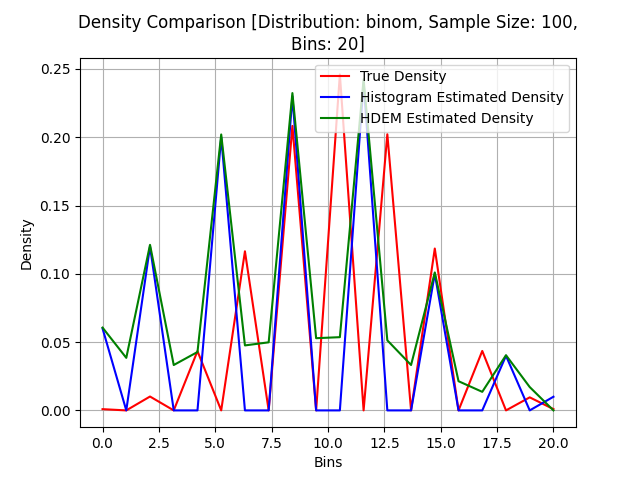 Density Comparison [Distribution: binom, Sample Size: 100,
Bins: 20]
True Density
Histogram Estimated Density
HDEM Estimated Density
Density
0.25
0.20
0.15
0.10
0.05
0.00
0.0 2.5 5.0 7.5 10.0 12.5 15.0 17.5 20.0
Bins